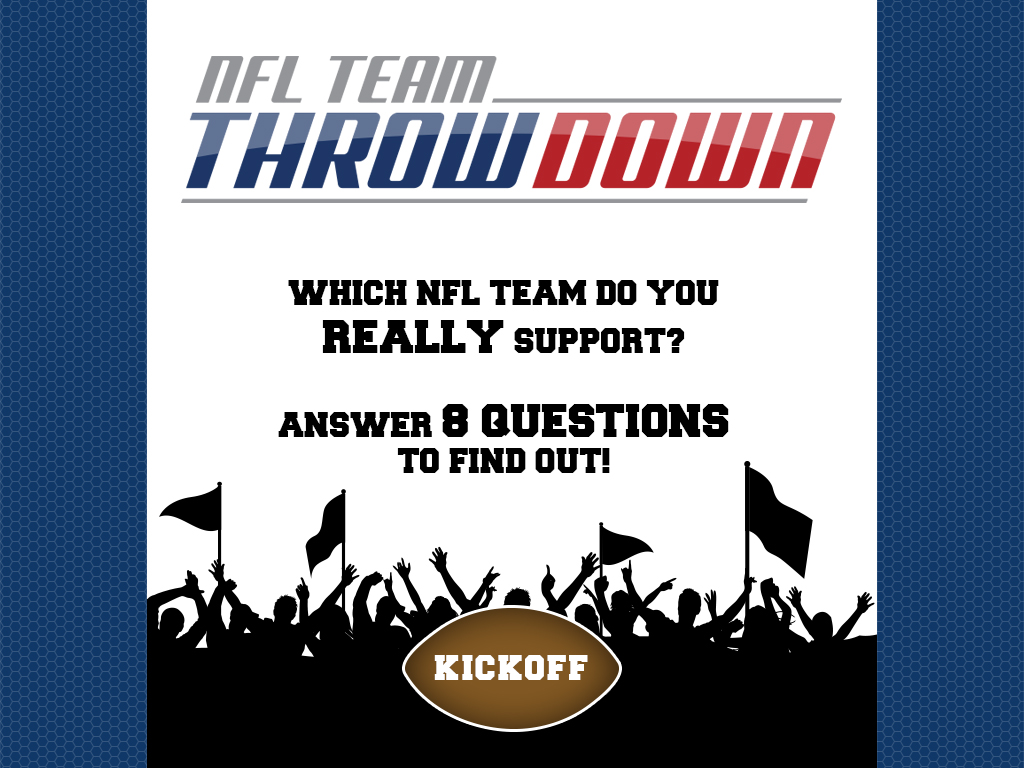 NFL TEAM
THROWDOWN
WHICH NFL TEAM DO YOU
REALLY SUPPORT?
ANSWER 8 QUESTIONS
TO FIND OUT!
KICKOFF